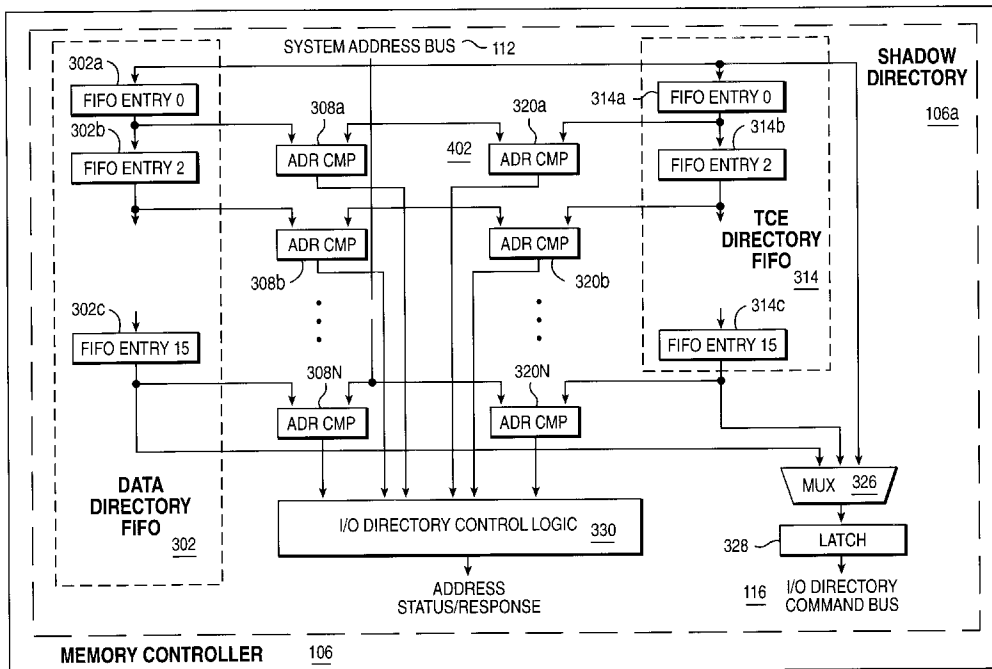 SYSTEM ADDRESS BUS 112
SHADOW
DIRECTORY
106a
302a
FIFO ENTRY 0
302b
FIFO ENTRY 2
308a
ADR CMP
402
320a
ADR CMP
314a
FIFO ENTRY 0
314b
FIFO ENTRY 2
ADR CMP
308b
ADR CMP
320b
TCE
DIRECTORY
FIFO
314
302c
FIFO ENTRY 15
314c
FIFO ENTRY 15
308N
ADR CMP
320N
ADR CMP
DATA
DIRECTORY
FIFO
302
I/O DIRECTORY CONTROL LOGIC 330
MUX 326
328
LATCH
ADDRESS
STATUS/RESPONSE
116
I/O DIRECTORY
COMMAND BUS
MEMORY CONTROLLER 106